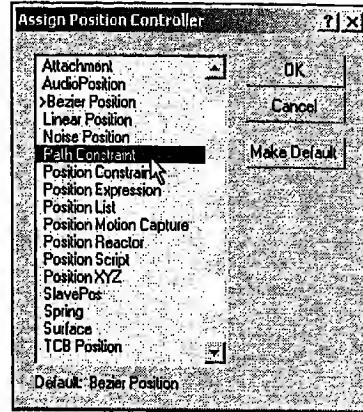 Assign Position Controller
Attachment
AudioPosition
>Bezier Position
Linear Position
Noise Position
Path Constraint
Position Constrain
Position Expression
Position List
Position Motion Capture
Position Reactor
Position Script
Position XYZ
SlavePos
Spring
Surface
TCB Position
OK
Cancel
Make Default
Default: Bezier Position